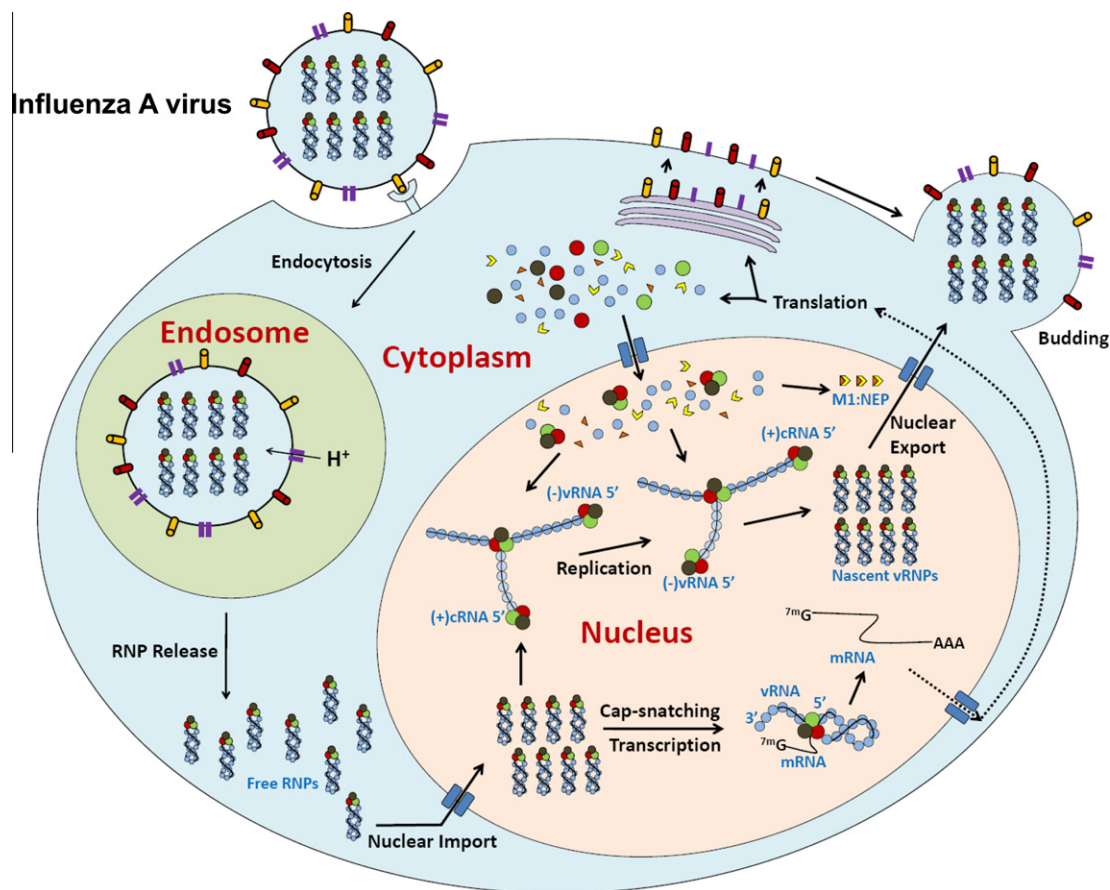 Influenza A virus
Endocytosis
Endosome
Cytoplasm
Translation
Budding
H⁺
M1:NEP
Nuclear
Export
(+)cRNA 5’
(-)vRNA 5’
Replication
(-)vRNA 5’
Nascent vRNPs
(+)cRNA 5’
Nucleus
⁷ᵐG
AAA
mRNA
RNP Release
Cap-snatching
Transcription
vRNA
5’
3’
⁷ᵐG
mRNA
Free RNPs
Nuclear Import